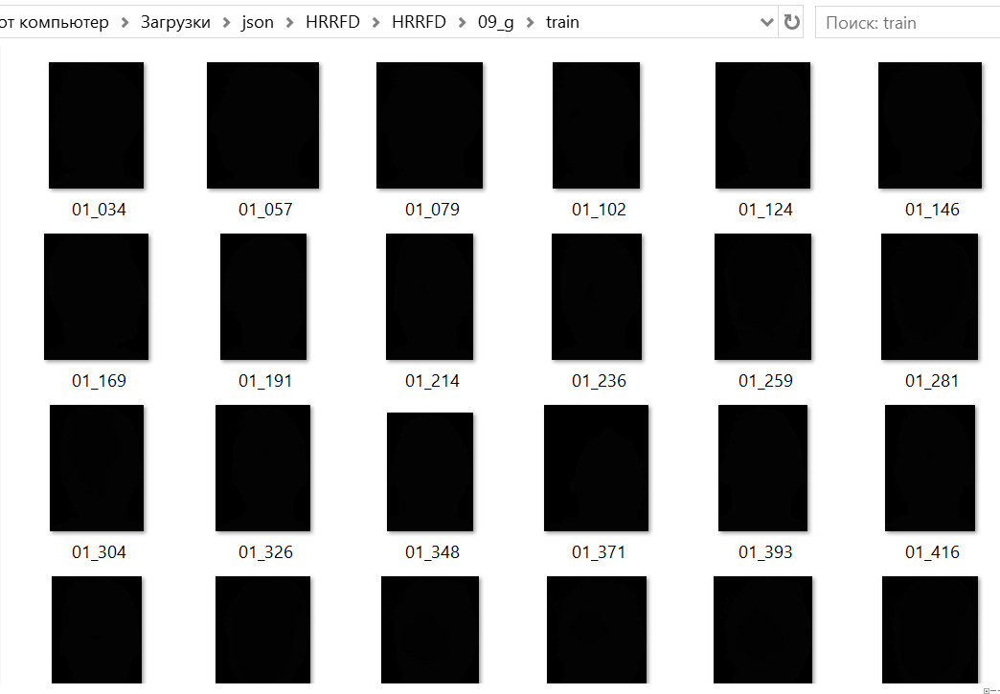 от компьютер > Загрузки > json > HRRFD > HRRFD > 09_g > train Поиск: train
01_034 01_057 01_079 01_102 01_124 01_146
01_169 01_191 01_214 01_236 01_259 01_281
01_304 01_326 01_348 01_371 01_393 01_416